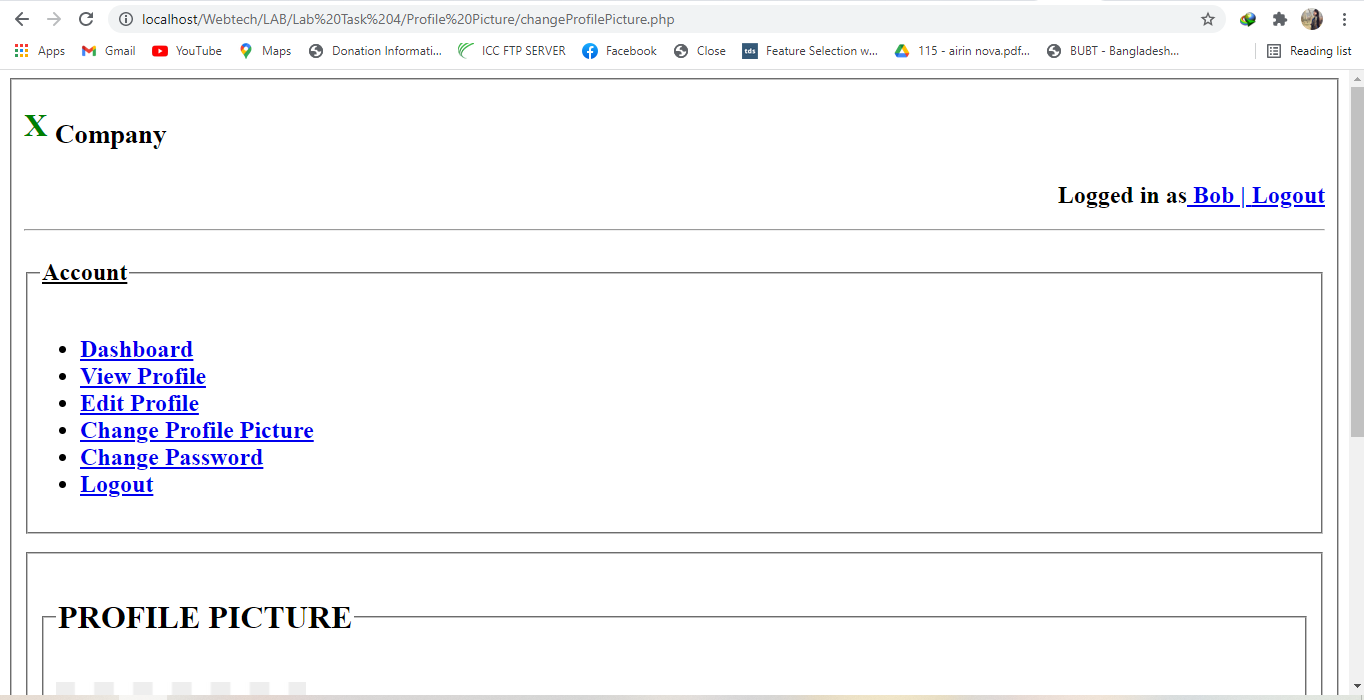 localhost/Webtech/LAB/Lab%20Task%204/Profile%20Picture/changeProfilePicture.php
Apps Gmail YouTube Maps Donation Informati... ICC FTP SERVER Facebook Close tds Feature Selection w... 115 - airin nova.pdf... BUBT - Bangladesh... Reading list
X Company
Logged in as Bob | Logout
Account
Dashboard
View Profile
Edit Profile
Change Profile Picture
Change Password
Logout
PROFILE PICTURE